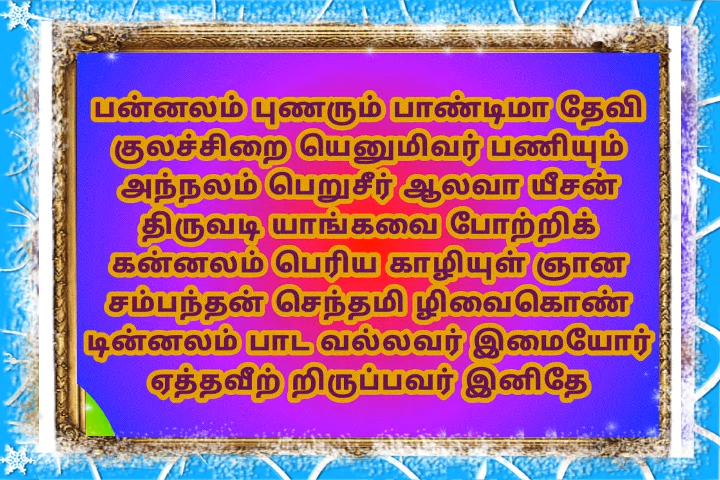 பன்னலம் புணரும் பாண்டிமா தேவி
குலச்சிறை யெனுமிவர் பணியும்
அந்நலம் பெறுசீர் ஆலவா யீசன்
திருவடி யாங்கவை போற்றிக்
கன்னலம் பெரிய காழியுள் ஞான
சம்பந்தன் செந்தமி ழிவைகொண்
டின்னலம் பாட வல்லவர் இமையோர்
ஏத்தவீற் றிருப்பவர் இனிதே